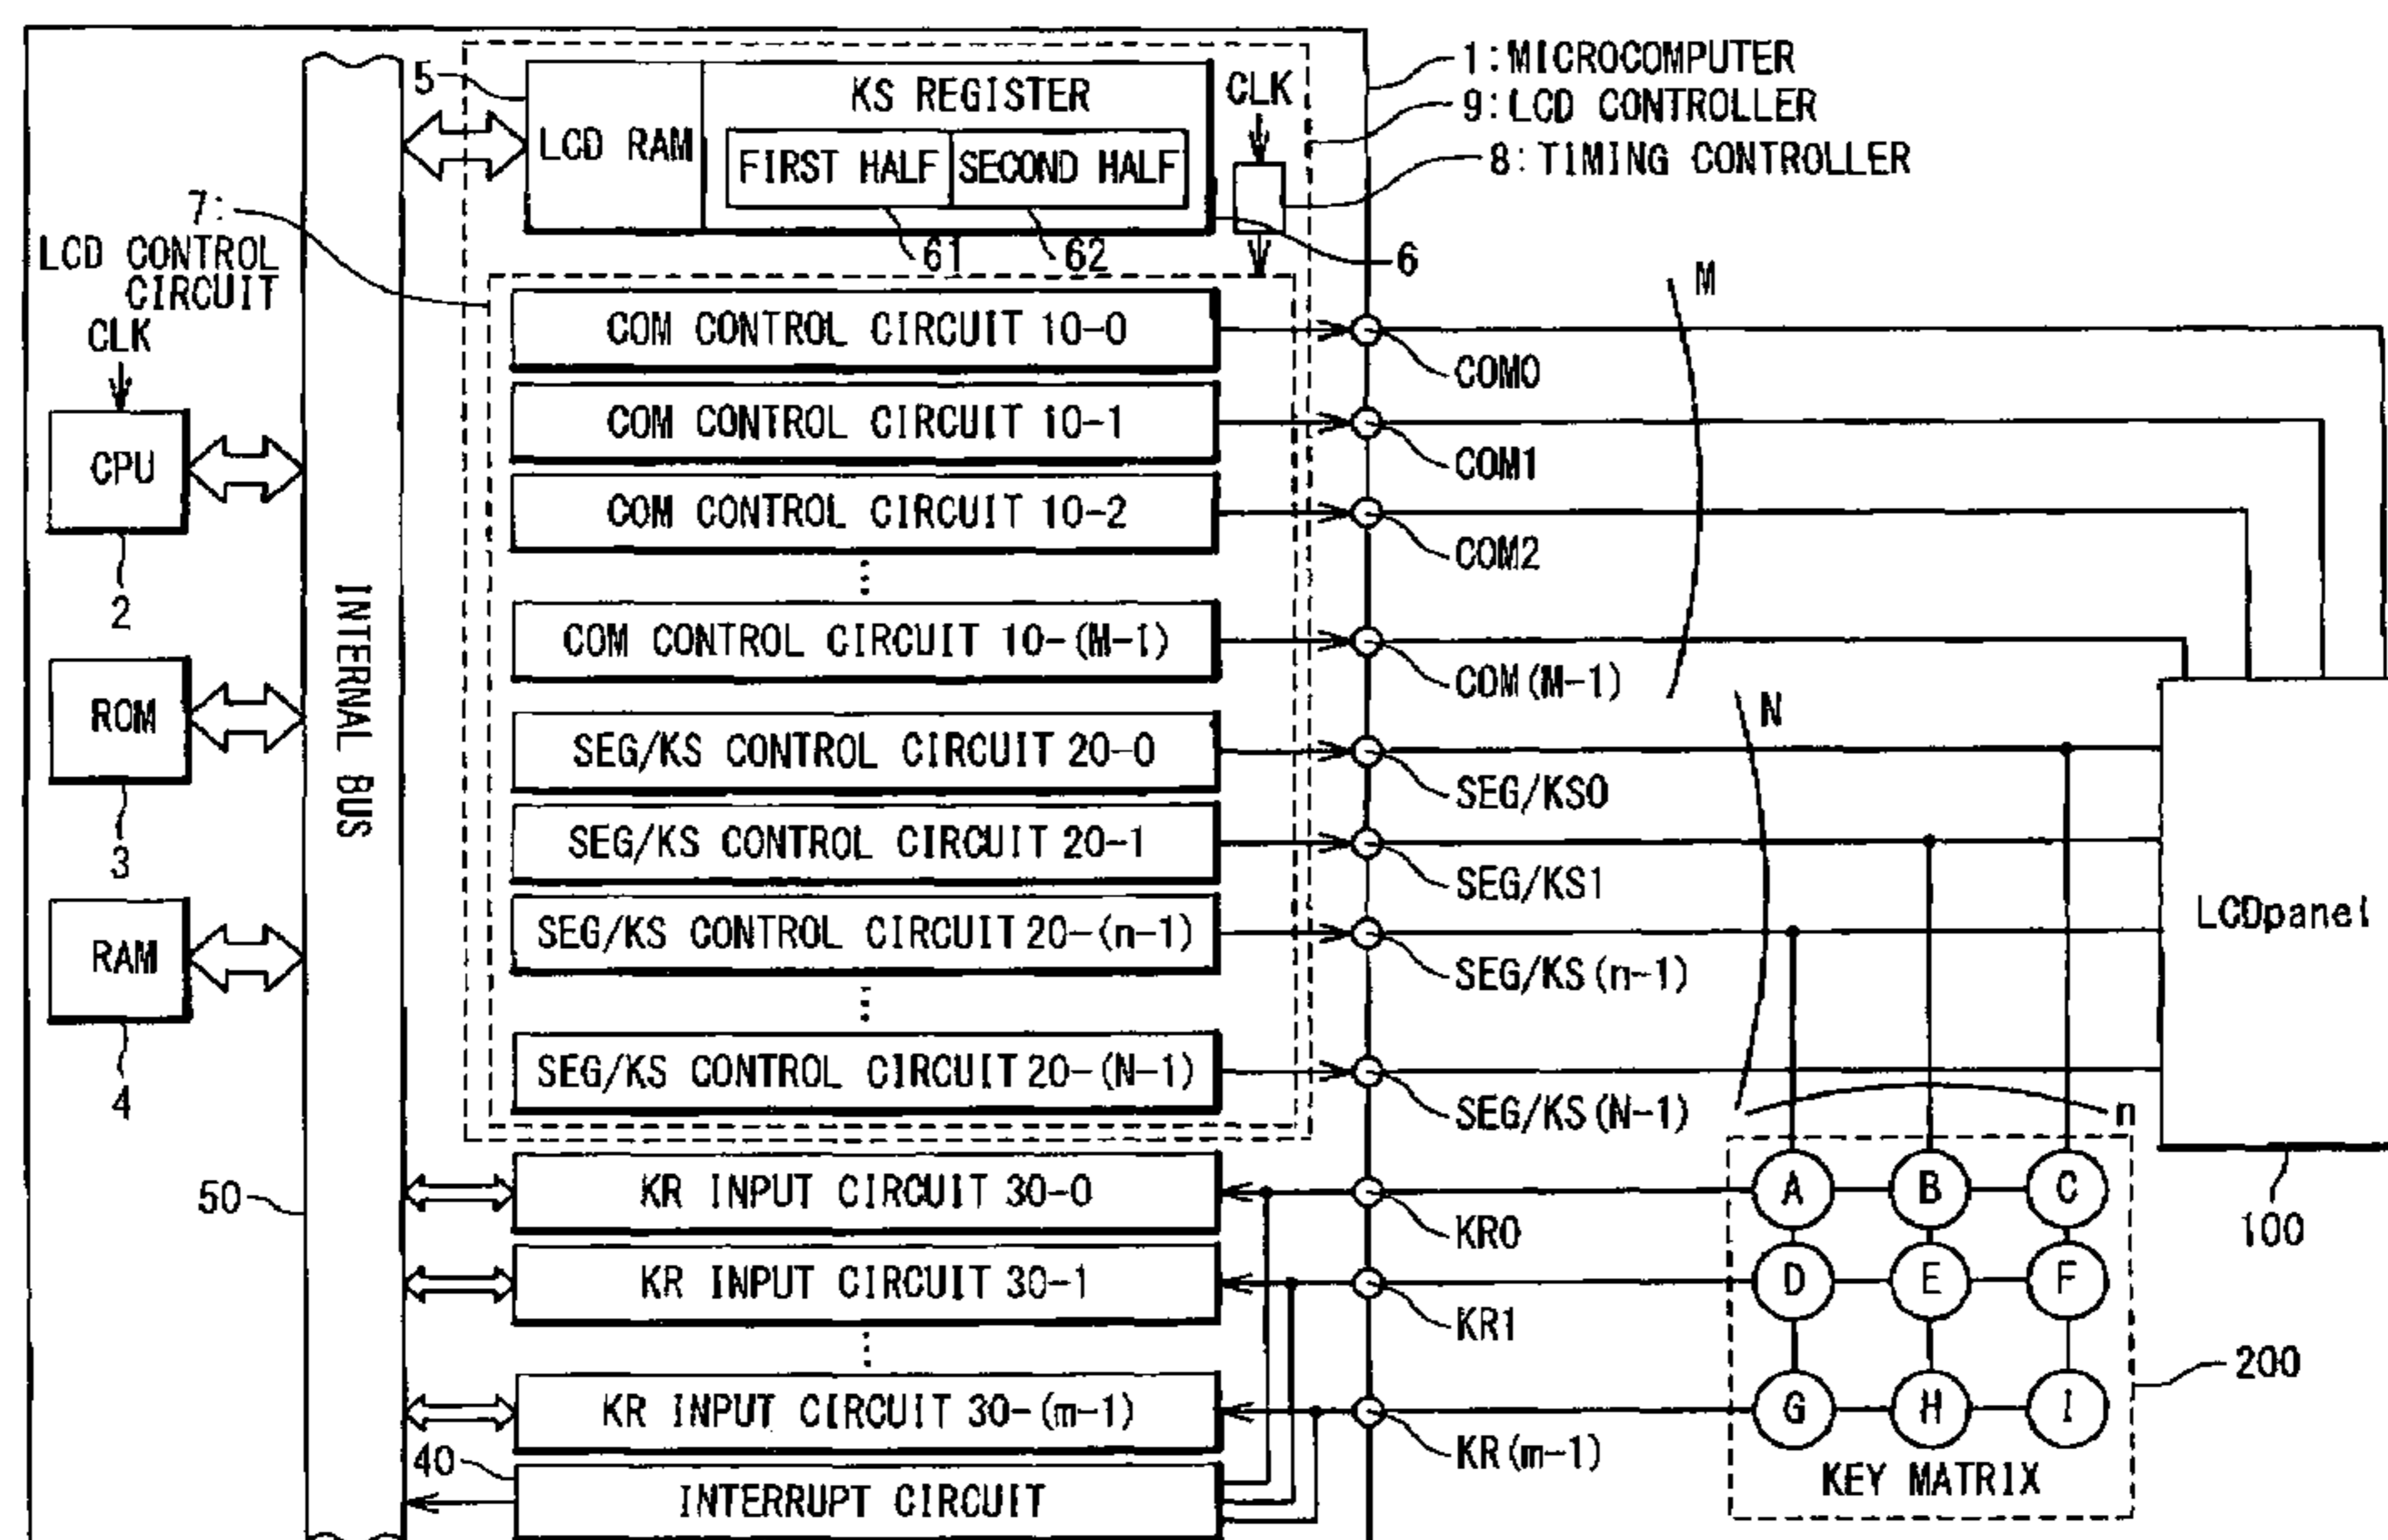 1:MICROCOMPUTER
9:LCD CONTROLLER
8:TIMING CONTROLLER
5
LCD RAM
KS REGISTER
FIRST HALF
SECOND HALF
CLK
61
62
6
7:
LCD CONTROL
CIRCUIT
CLK
CPU
2
ROM
3
RAM
4
INTERNAL BUS
50
COM CONTROL CIRCUIT 10-0
COM0
COM CONTROL CIRCUIT 10-1
COM1
COM CONTROL CIRCUIT 10-2
COM2
⋮
COM CONTROL CIRCUIT 10-(M-1)
COM(M-1)
M
SEG/KS CONTROL CIRCUIT 20-0
SEG/KS0
SEG/KS CONTROL CIRCUIT 20-1
SEG/KS1
SEG/KS CONTROL CIRCUIT 20-(n-1)
SEG/KS(n-1)
⋮
SEG/KS CONTROL CIRCUIT 20-(N-1)
SEG/KS(N-1)
N
n
LCDpanel
100
KR INPUT CIRCUIT 30-0
KR0
KR INPUT CIRCUIT 30-1
KR1
⋮
KR INPUT CIRCUIT 30-(m-1)
KR(m-1)
40
INTERRUPT CIRCUIT
A B C
D E F
G H I
KEY MATRIX
200